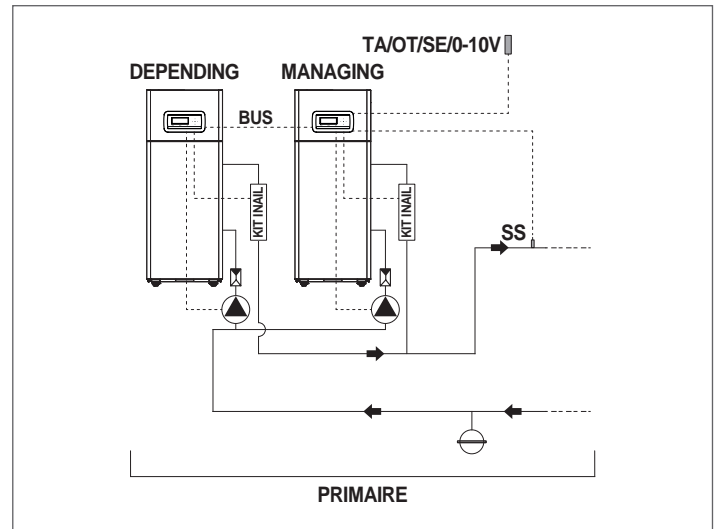 TA/OT/SE/0-10V
DEPENDING
MANAGING
BUS
KIT INAIL
KIT INAIL
SS
PRIMAIRE